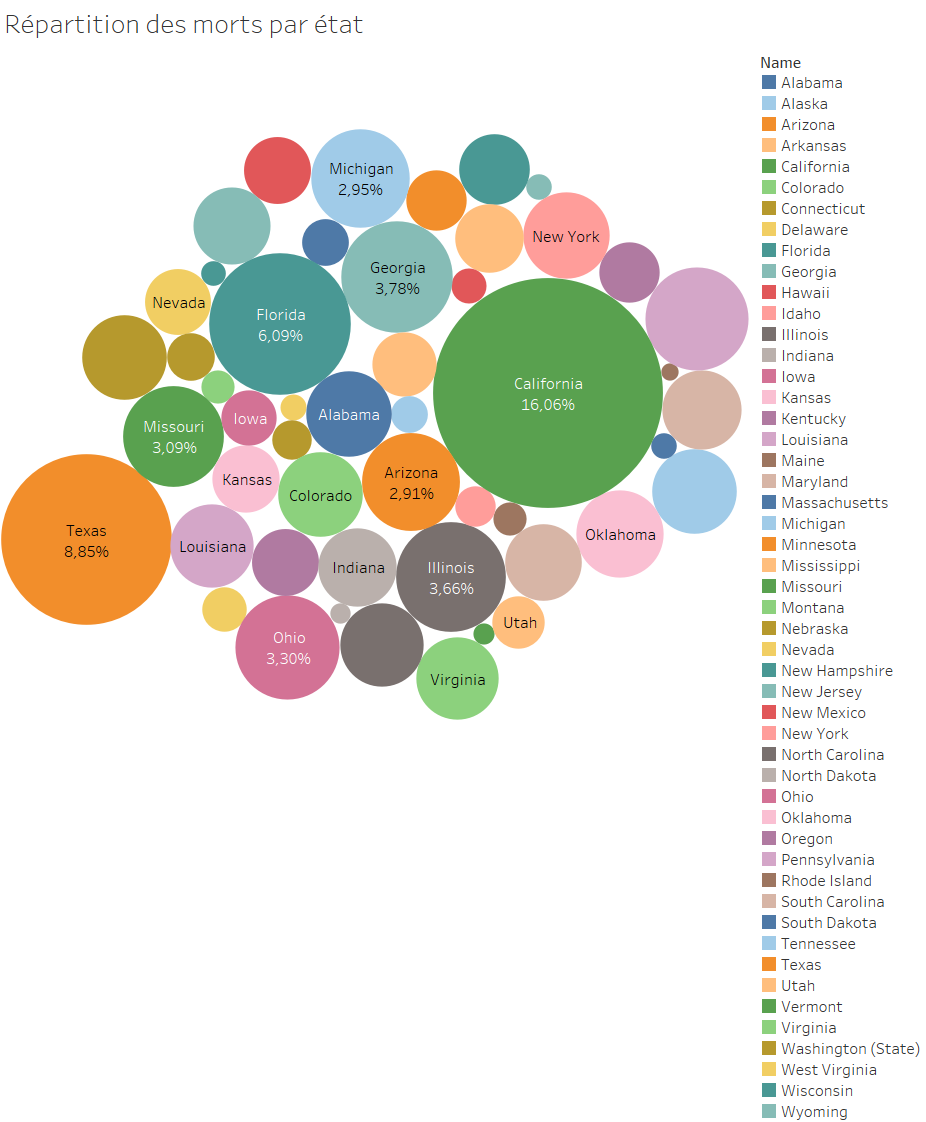 Répartition des morts par état
Michigan
2,95%
New York
Georgia
3,78%
Nevada
Florida
6,09%
California
16,06%
Iowa
Alabama
Missouri
3,09%
Kansas
Arizona
2,91%
Colorado
Texas
8,85%
Oklahoma
Louisiana
Indiana
Illinois
3,66%
Utah
Ohio
3,30%
Virginia
Name
Alabama
Alaska
Arizona
Arkansas
California
Colorado
Connecticut
Delaware
Florida
Georgia
Hawaii
Idaho
Illinois
Indiana
Iowa
Kansas
Kentucky
Louisiana
Maine
Maryland
Massachusetts
Michigan
Minnesota
Mississippi
Missouri
Montana
Nebraska
Nevada
New Hampshire
New Jersey
New Mexico
New York
North Carolina
North Dakota
Ohio
Oklahoma
Oregon
Pennsylvania
Rhode Island
South Carolina
South Dakota
Tennessee
Texas
Utah
Vermont
Virginia
Washington (State)
West Virginia
Wisconsin
Wyoming